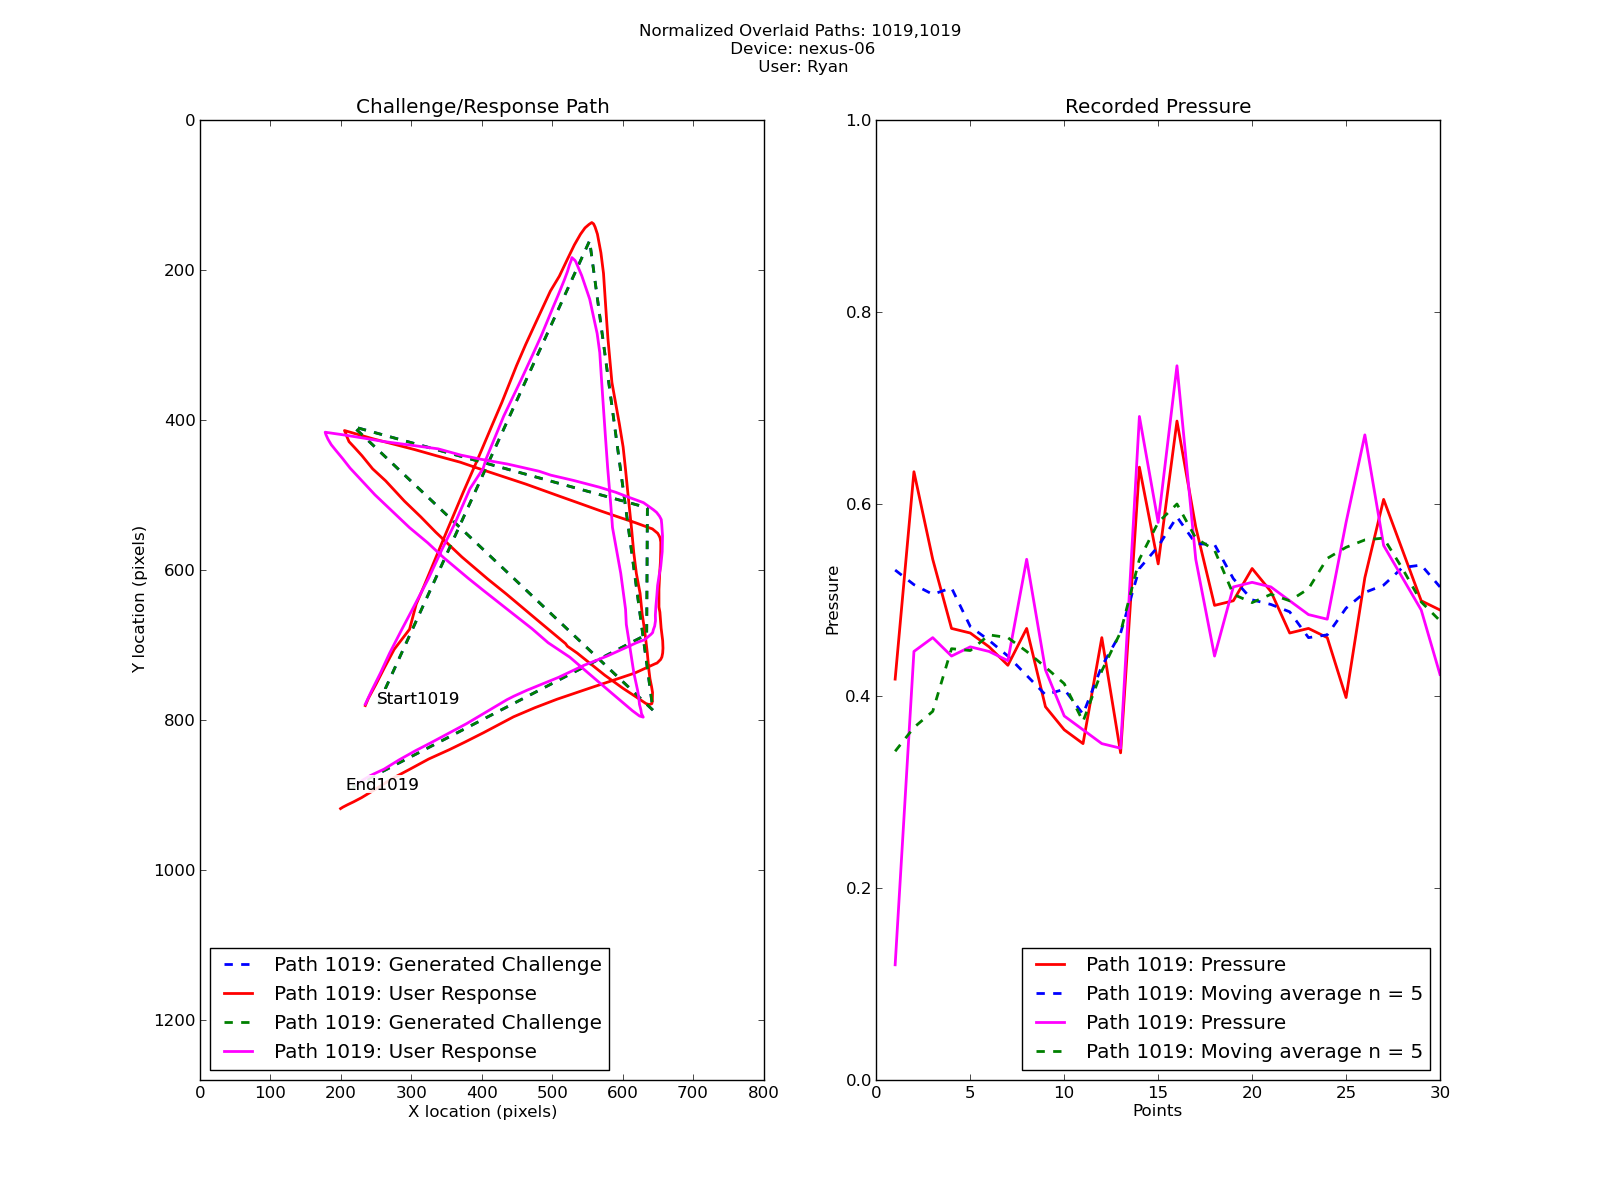 Normalized Overlaid Paths: 1019,1019
Device: nexus-06
User: Ryan
Challenge/Response Path
0
200
400
600
800
1000
1200
Y location (pixels)
Start1019
End1019
Path 1019: Generated Challenge
Path 1019: User Response
Path 1019: Generated Challenge
Path 1019: User Response
0 100 200 300 400 500 600 700 800
X location (pixels)
Recorded Pressure
1.0
0.8
0.6
0.4
0.2
0.0
Pressure
Path 1019: Pressure
Path 1019: Moving average n = 5
Path 1019: Pressure
Path 1019: Moving average n = 5
0 5 10 15 20 25 30
Points